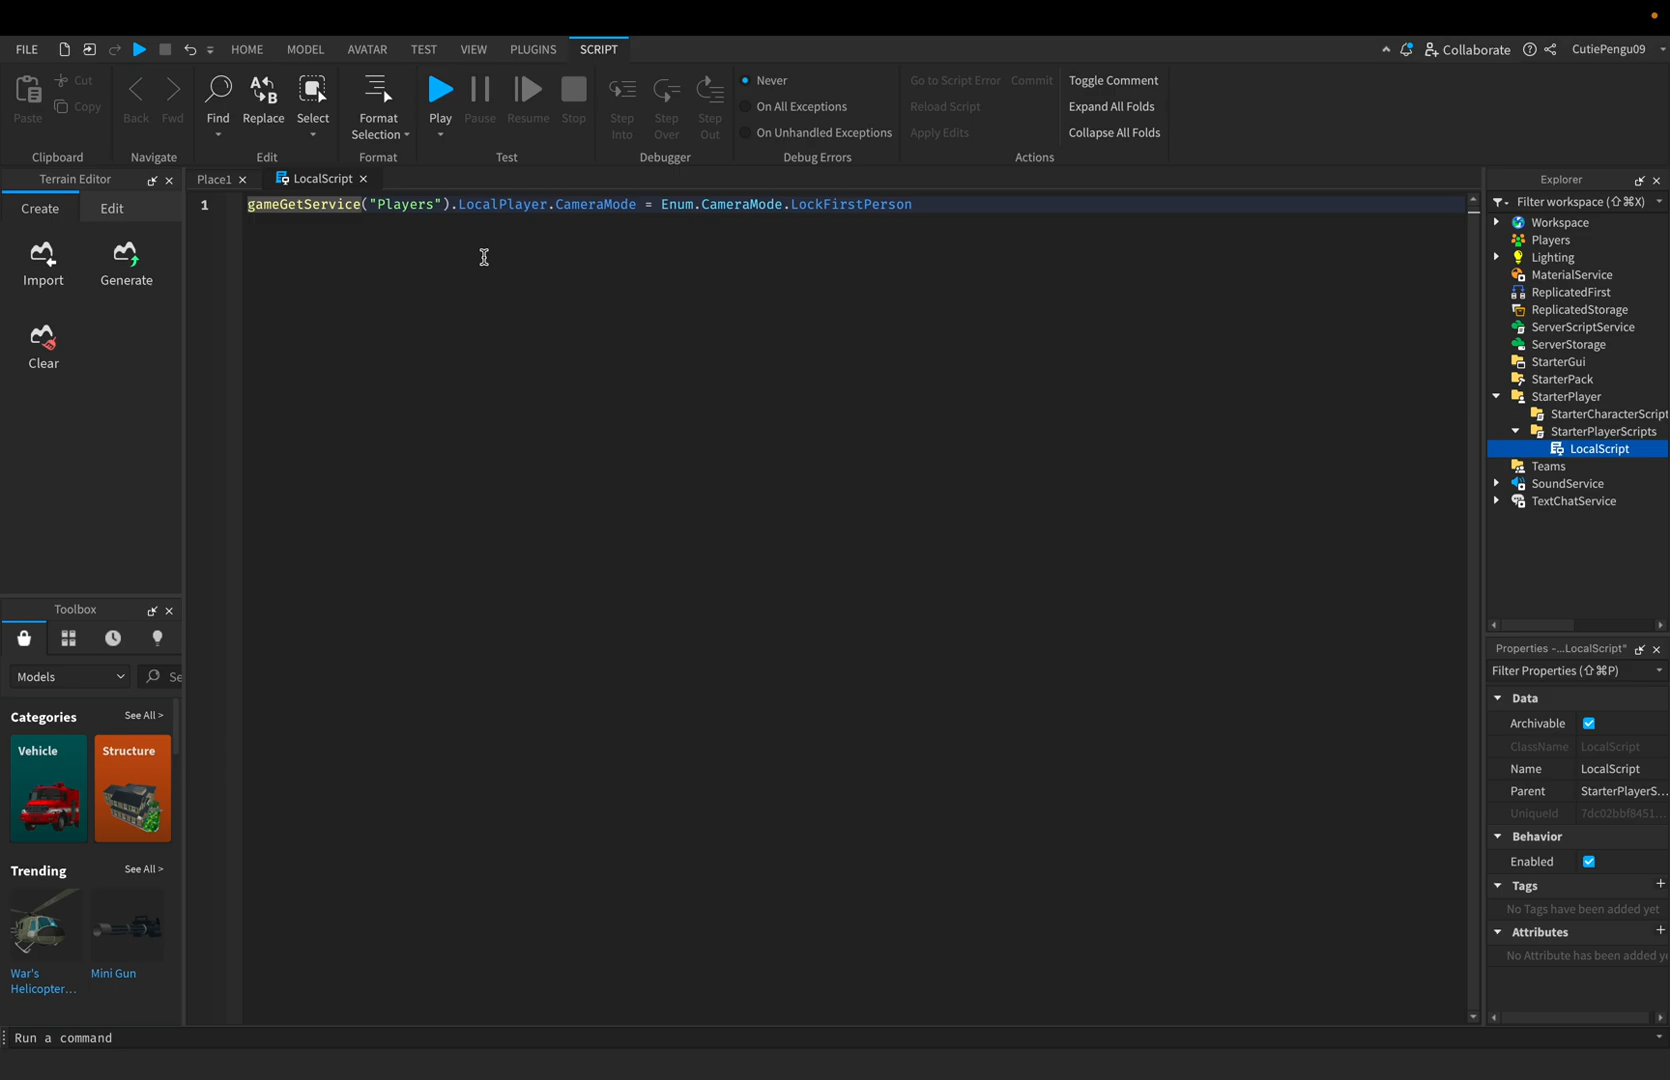 FILE HOME MODEL AVATAR TEST VIEW PLUGINS SCRIPT Collaborate CutiePengu09
Paste Cut Copy Back Fwd Find Replace Select Format Selection Play Pause Resume Stop Step Into Step Over Step Out
Never
On All Exceptions
On Unhandled Exceptions
Go to Script Error Commit
Reload Script
Apply Edits
Toggle Comment
Expand All Folds
Collapse All Folds
Clipboard Navigate Edit Format Test Debugger Debug Errors Actions
Terrain Editor
Create Edit
Import Generate
Clear
Place1 LocalScript
1 gameGetService("Players").LocalPlayer.CameraMode = Enum.CameraMode.LockFirstPerson
Explorer
Filter workspace (⇧⌘X)
Workspace
Players
Lighting
MaterialService
ReplicatedFirst
ReplicatedStorage
ServerScriptService
ServerStorage
StarterGui
StarterPack
StarterPlayer
StarterCharacterScript
StarterPlayerScripts
LocalScript
Teams
SoundService
TextChatService
Toolbox
Models Se
Categories See All >
Vehicle Structure
Trending See All >
War's Helicopter... Mini Gun
Properties -...LocalScript"
Filter Properties (⇧⌘P)
Data
Archivable
ClassName LocalScript
Name LocalScript
Parent StarterPlayerS...
UniqueId 7dc02bbf8451...
Behavior
Enabled
Tags +
No Tags have been added yet
Attributes +
No Attribute has been added ye
Run a command